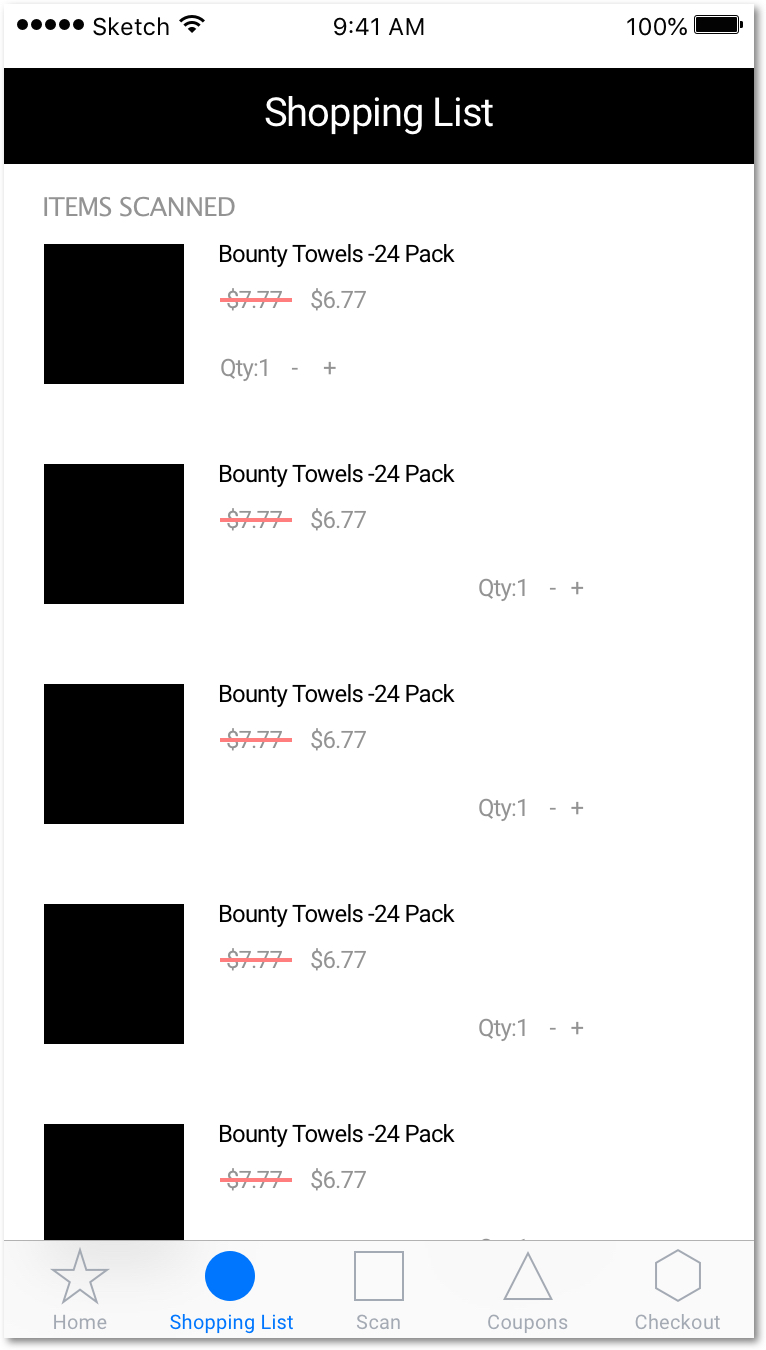 Sketch 9:41 AM 100%
Shopping List
ITEMS SCANNED
Bounty Towels -24 Pack
$7.77 $6.77
Qty:1 - +
Bounty Towels -24 Pack
$7.77 $6.77
Qty:1 - +
Bounty Towels -24 Pack
$7.77 $6.77
Qty:1 - +
Bounty Towels -24 Pack
$7.77 $6.77
Qty:1 - +
Bounty Towels -24 Pack
$7.77 $6.77
Home Shopping List Scan Coupons Checkout